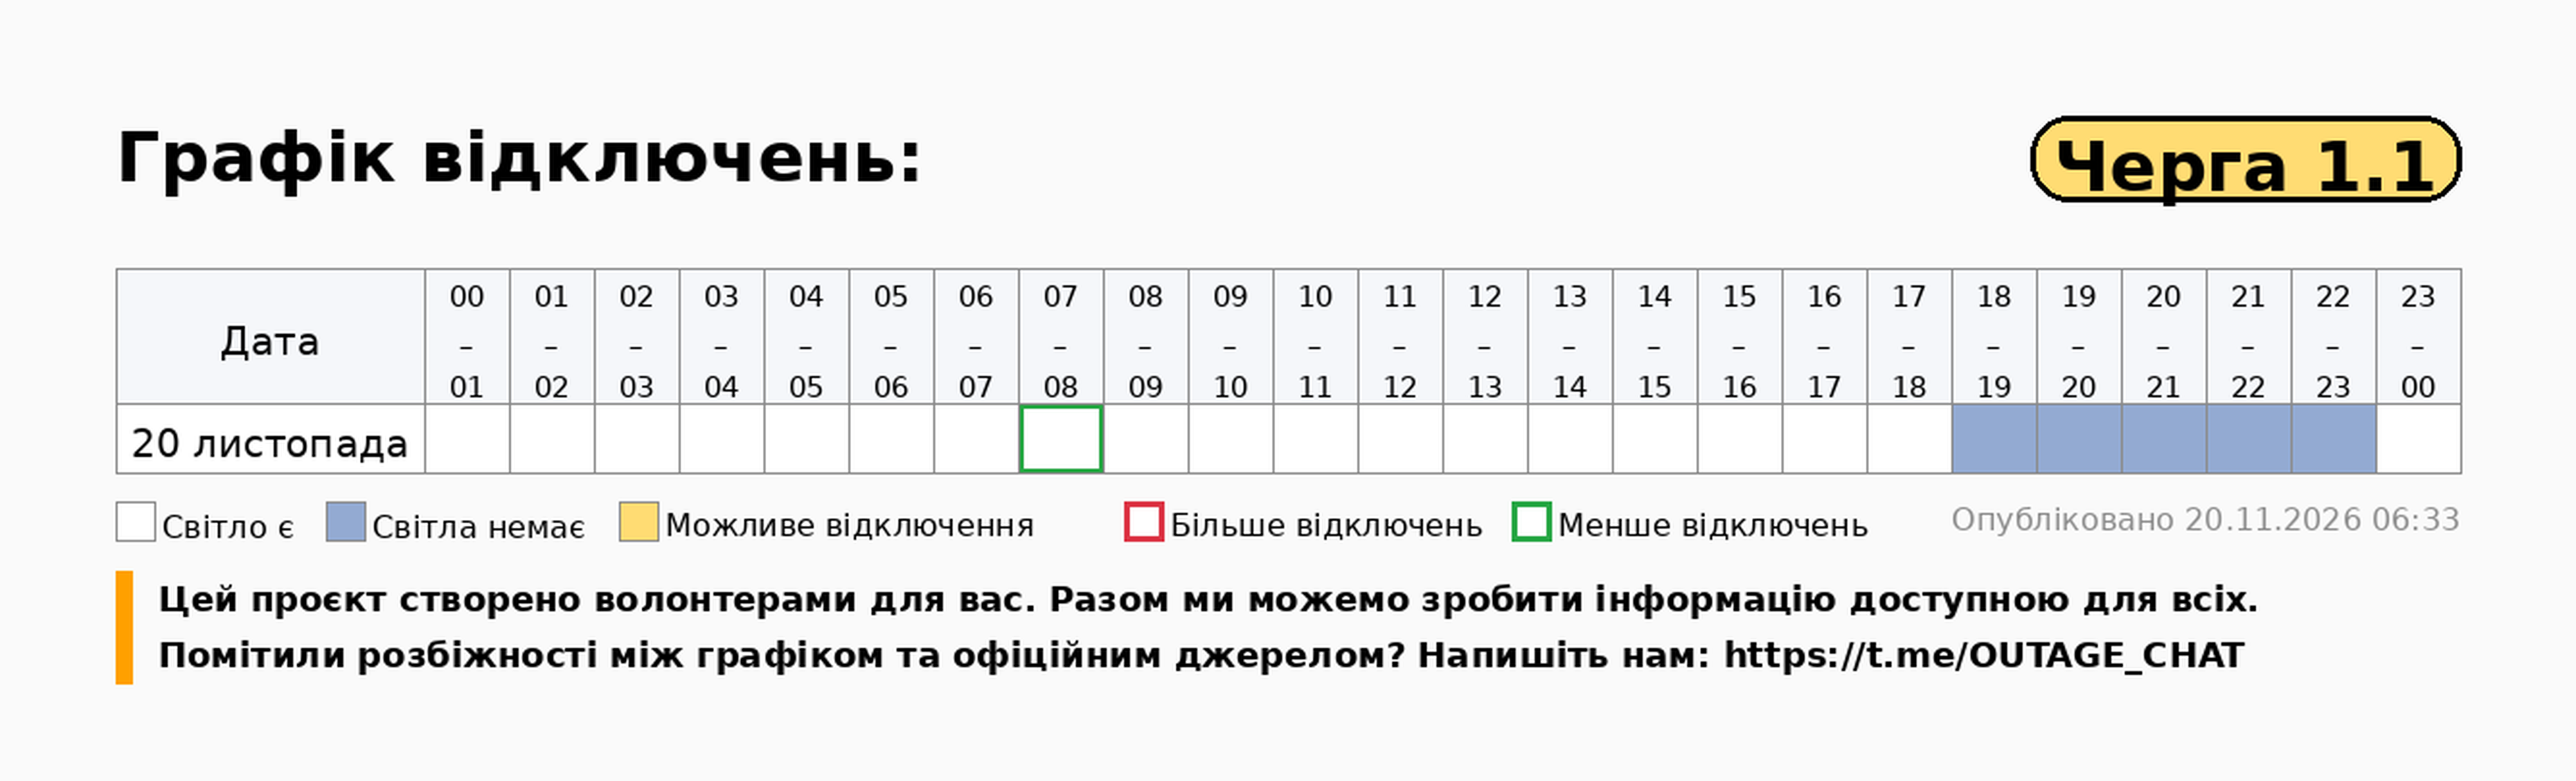 Графік відключень:
Черга 1.1
Дата
00 – 01
01 – 02
02 – 03
03 – 04
04 – 05
05 – 06
06 – 07
07 – 08
08 – 09
09 – 10
10 – 11
11 – 12
12 – 13
13 – 14
14 – 15
15 – 16
16 – 17
17 – 18
18 – 19
19 – 20
20 – 21
21 – 22
22 – 23
23 – 00
20 листопада
Світло є
Світла немає
Можливе відключення
Більше відключень
Менше відключень
Опубліковано 20.11.2026 06:33
Цей проєкт створено волонтерами для вас. Разом ми можемо зробити інформацію доступною для всіх.
Помітили розбіжності між графіком та офіційним джерелом? Напишіть нам: https://t.me/OUTAGE_CHAT